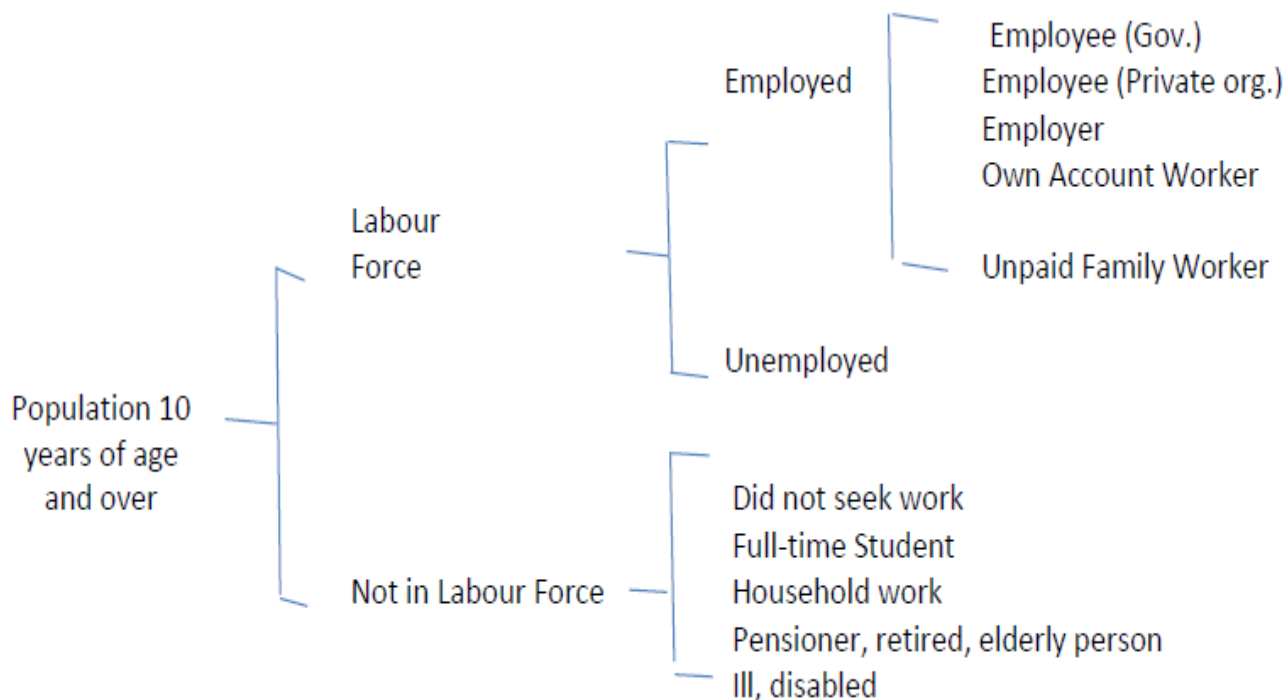 Population 10
years of age
and over
Labour
Force
Employed
Employee (Gov.)
Employee (Private org.)
Employer
Own Account Worker
Unpaid Family Worker
Unemployed
Not in Labour Force
Did not seek work
Full-time Student
Household work
Pensioner, retired, elderly person
Ill, disabled